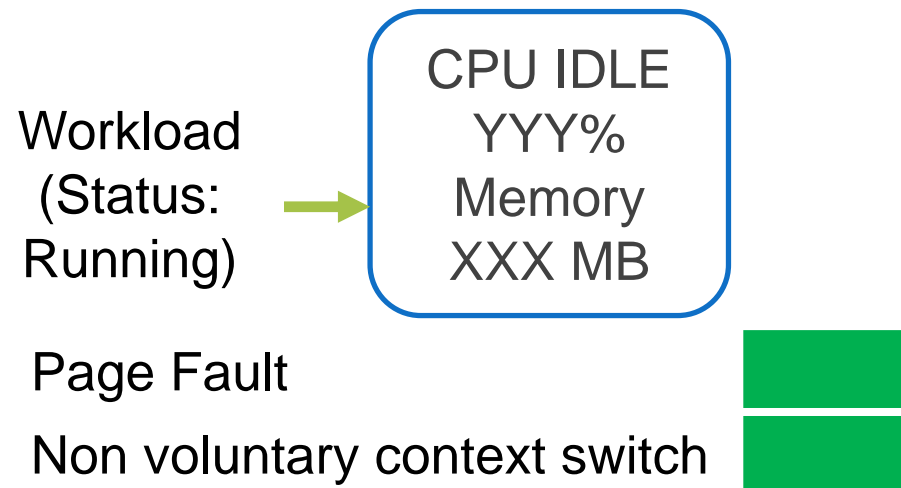 Workload
(Status:
Running)
CPU IDLE
YYY%
Memory
XXX MB
Page Fault
Non voluntary context switch